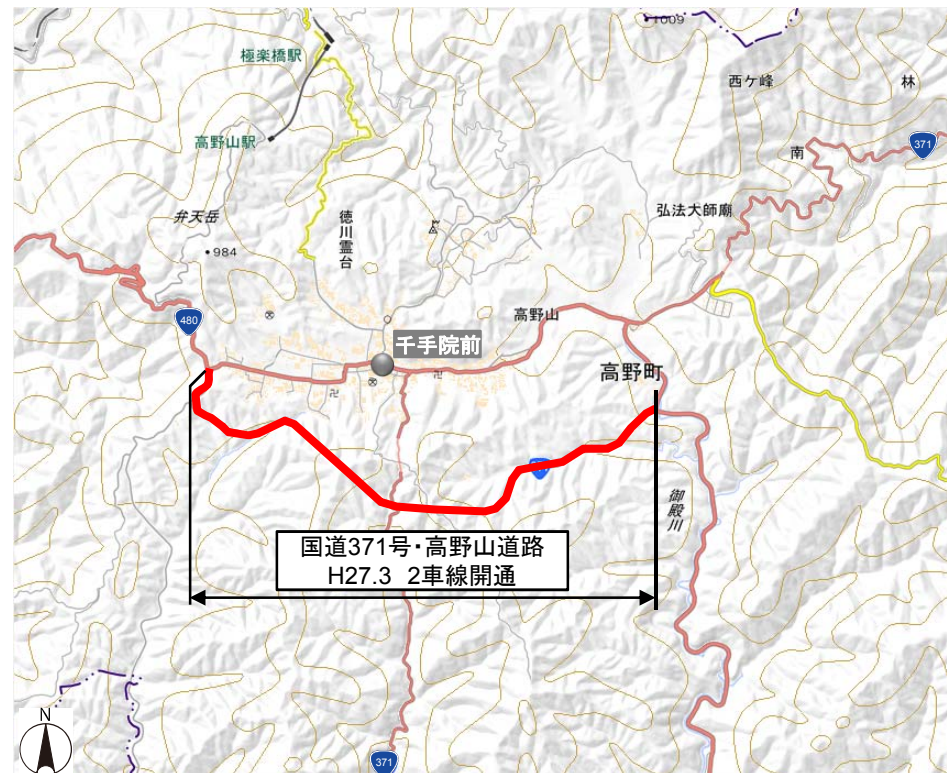 1009
極楽橋駅
西ケ峰
林
高野山駅
371
南
弁天岳
徳川霊台
弘法大師廟
984
480
高野山
千手院前
高野町
御殿川
国道371号・高野山道路
H27.3 2車線開通
N
371